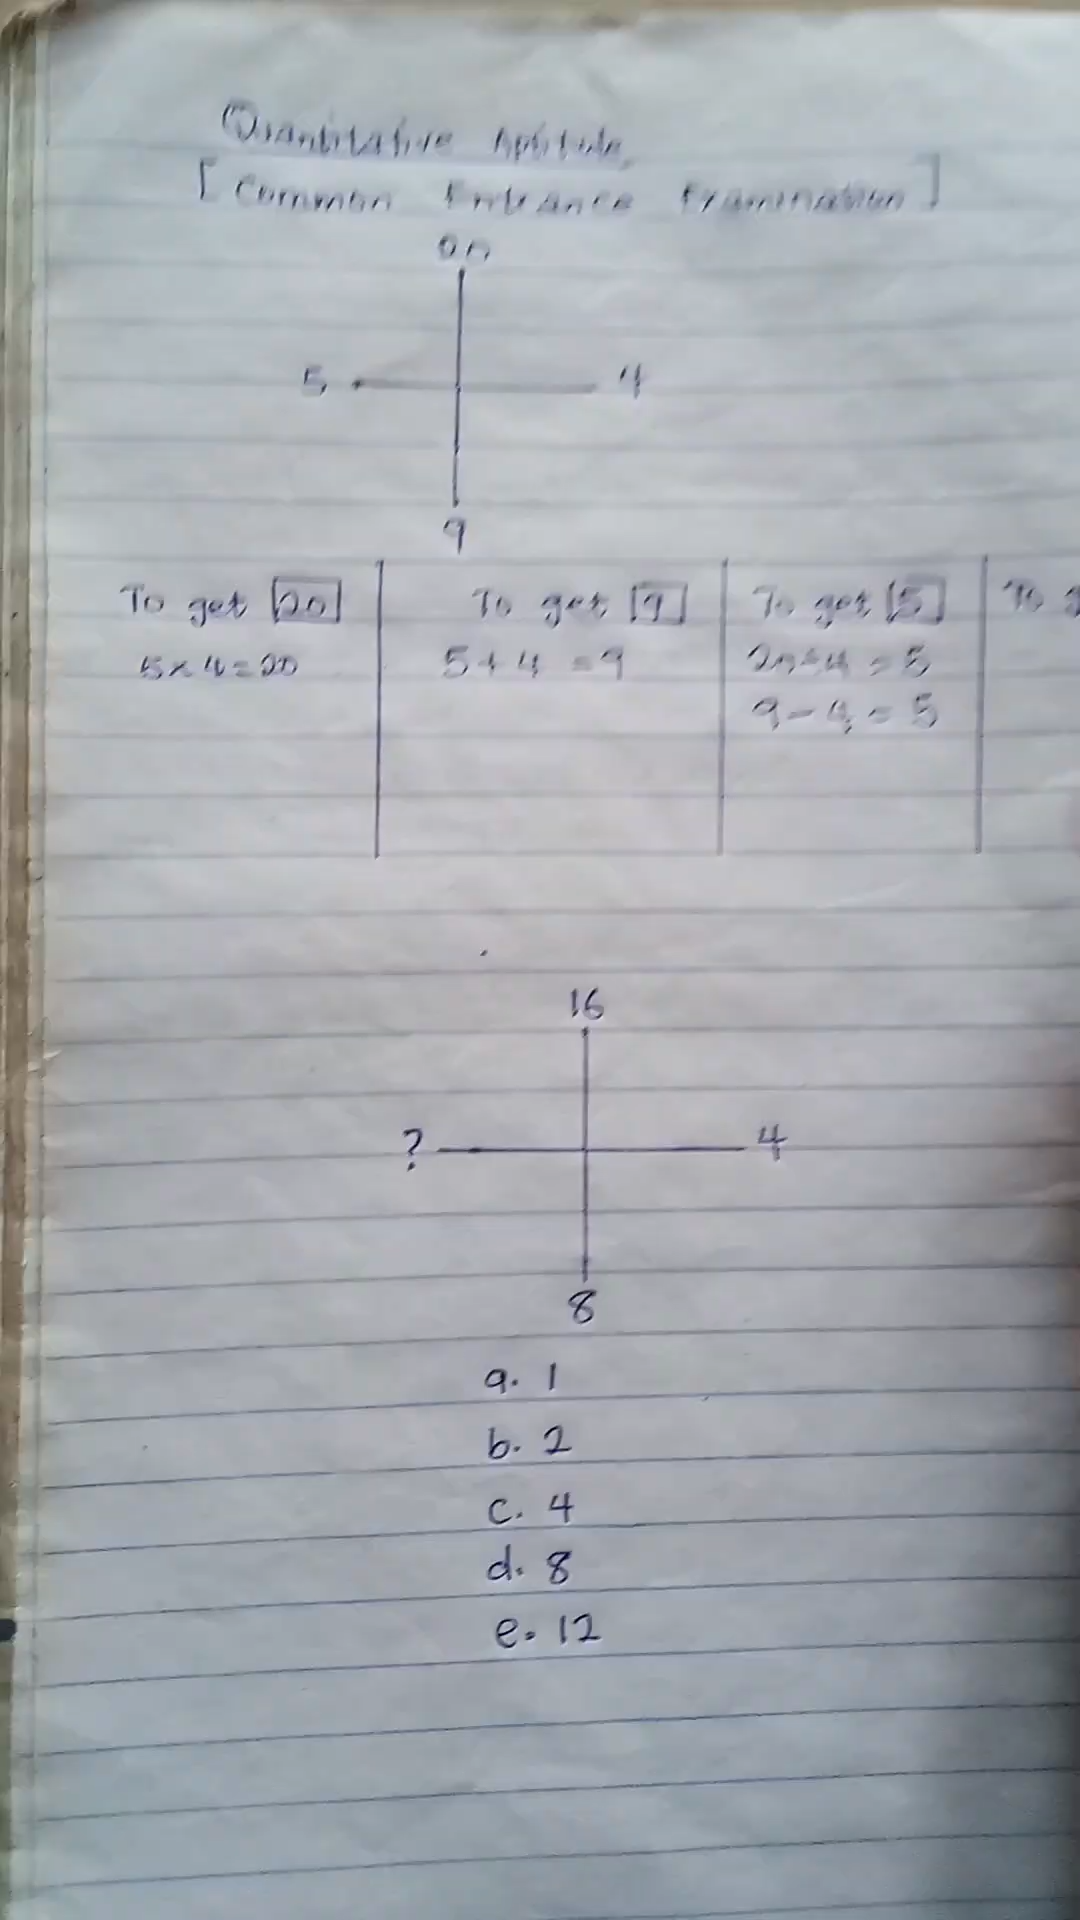 Quantitative Aptitude
[Common Entrance Examination]
20
5 4
9
To get 20 To get 9 To get 5 To
5×4=20 5+4=9 20÷4=5
9-4=5
16
? 4
8
a. 1
b. 2
c. 4
d. 8
e. 12